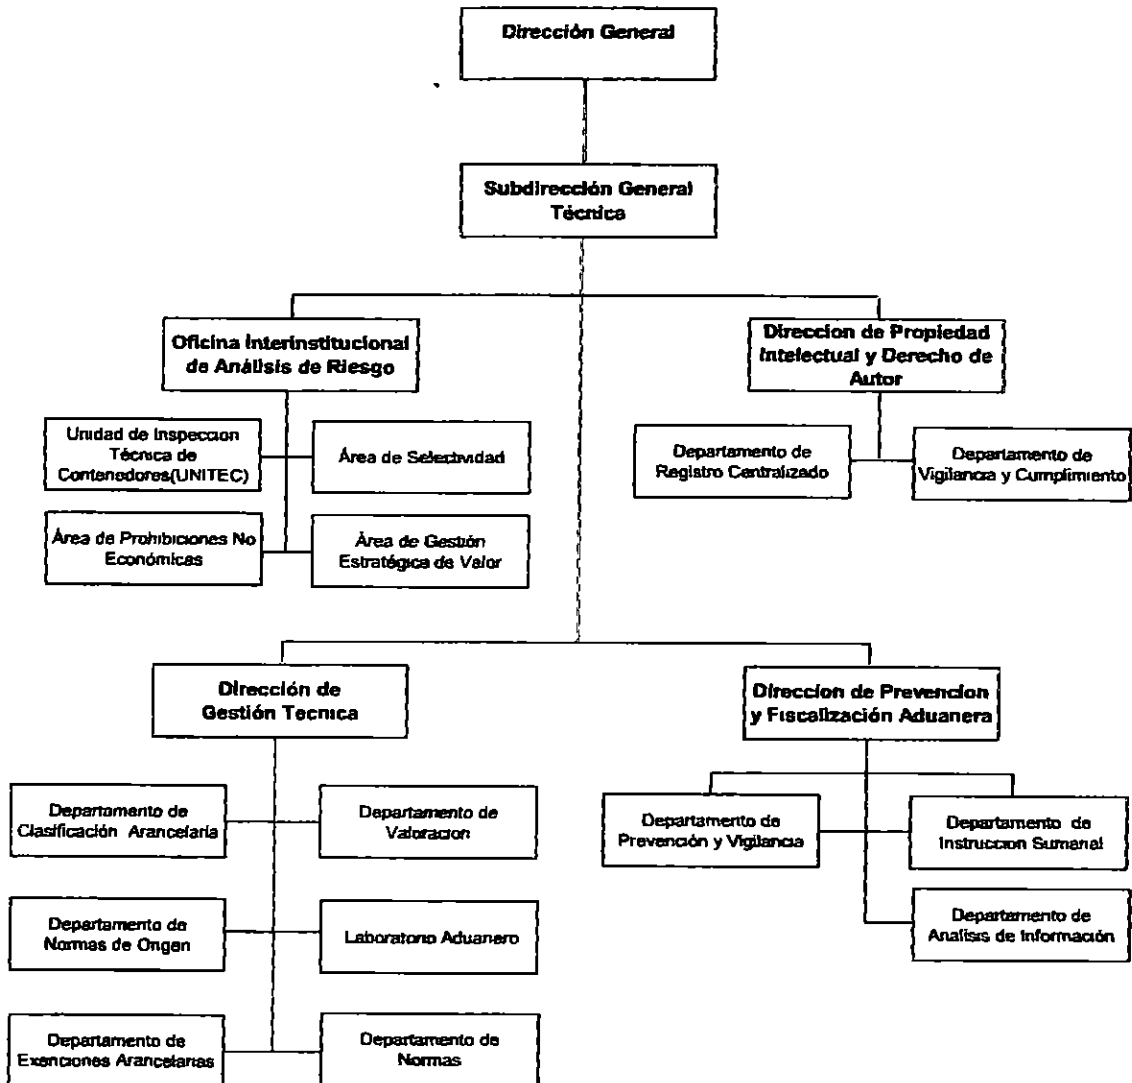 Dirección General
Subdirección General
Técnica
Oficina Interinstitucional
de Análisis de Riesgo
Direccion de Propiedad
Intelectual y Derecho de
Autor
Unidad de Inspeccion
Técnica de
Contenedores(UNITEC)
Área de Selectividad
Departamento de
Registro Centralizado
Departamento de
Vigilancia y Cumplimiento
Área de Prohibiciones No
Económicas
Área de Gestión
Estratégica de Valor
Dirección de
Gestión Tecnica
Direccion de Prevencion
y Fiscalización Aduanera
Departamento de
Clasificación Arancelaria
Departamento de
Valoracion
Departamento de
Prevención y Vigilancia
Departamento de
Instruccion Sumarial
Departamento de
Normas de Origen
Laboratorio Aduanero
Departamento de
Analisis de Información
Departamento de
Exenciones Arancelarias
Departamento de
Normas